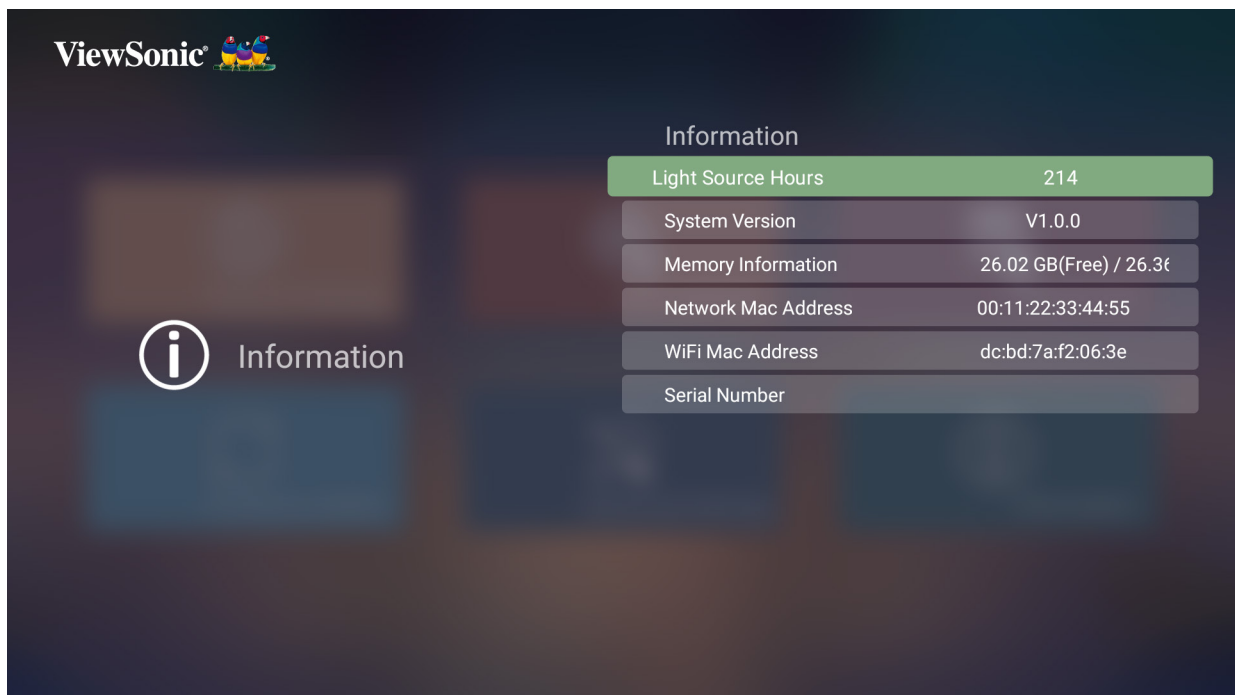 ViewSonic®
Information
Light Source Hours 214
System Version V1.0.0
Memory Information 26.02 GB(Free) / 26.36
Network Mac Address 00:11:22:33:44:55
WiFi Mac Address dc:bd:7a:f2:06:3e
Serial Number
Information